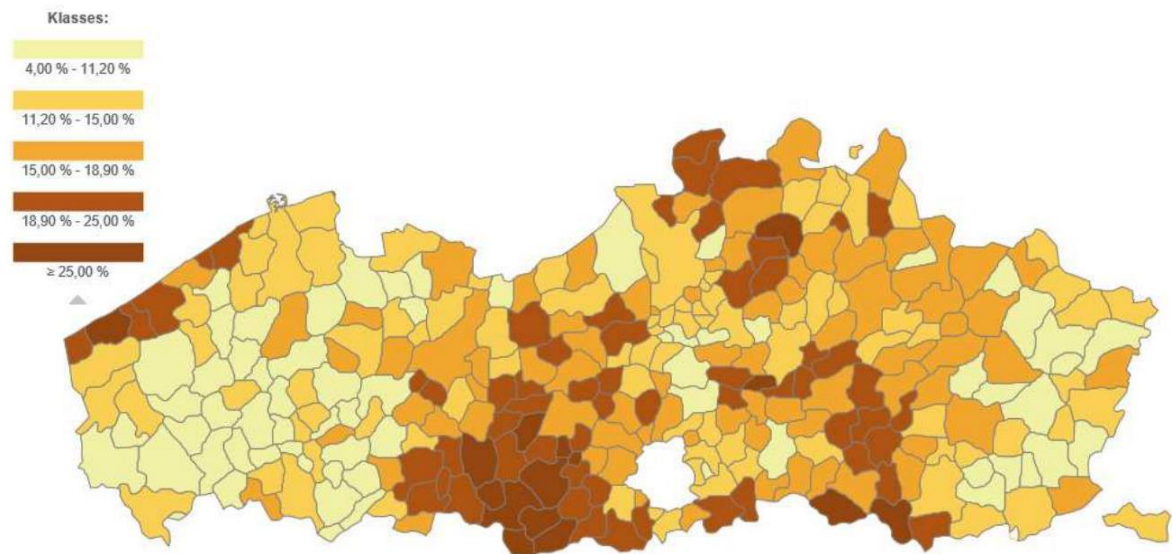 Klasses:
4,00 % - 11,20 %
11,20 % - 15,00 %
15,00 % - 18,90 %
18,90 % - 25,00 %
≥ 25,00 %